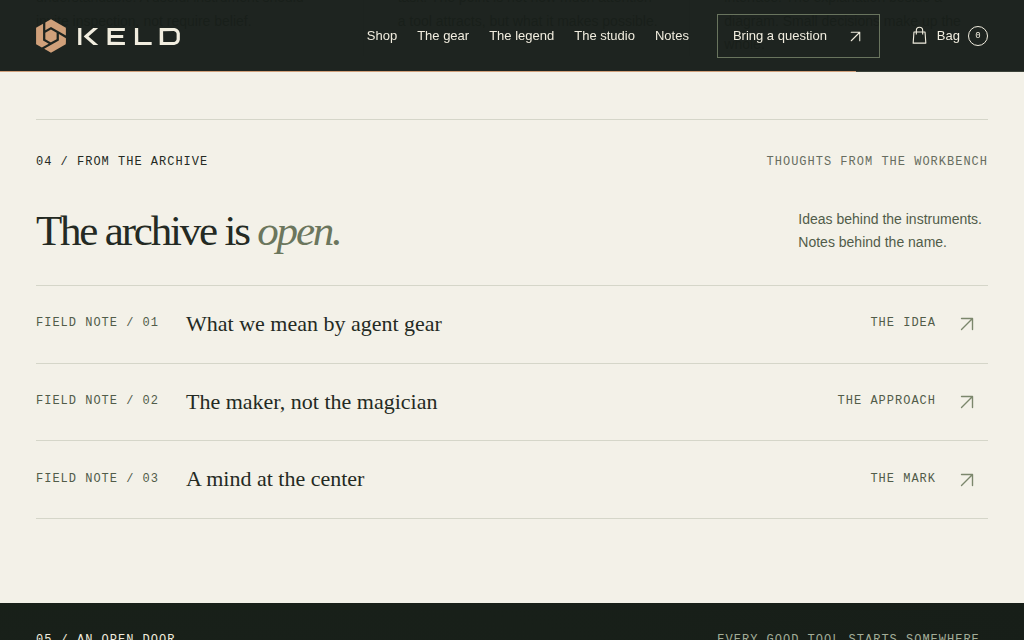 KELD
Shop The gear The legend The studio Notes Bring a question Bag 0
04 / FROM THE ARCHIVE
THOUGHTS FROM THE WORKBENCH
The archive is open.
Ideas behind the instruments.
Notes behind the name.
FIELD NOTE / 01 What we mean by agent gear THE IDEA
FIELD NOTE / 02 The maker, not the magician THE APPROACH
FIELD NOTE / 03 A mind at the center THE MARK
05 / AN OPEN DOOR
EVERY GOOD TOOL STARTS SOMEWHERE